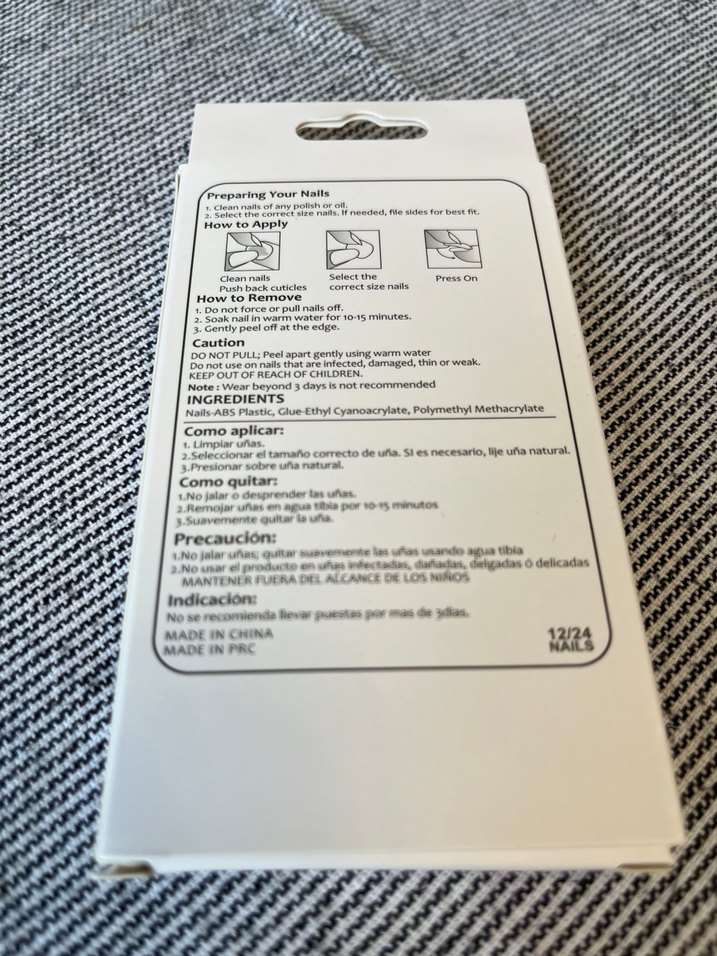 Preparing Your Nails
1. Clean nails of any polish or oil.
2. Select the correct size nails. If needed, file sides for best fit.
How to Apply
Clean nails
Push back cuticles
Select the
correct size nails
Press On
How to Remove
1. Do not force or pull nails off.
2. Soak nail in warm water for 10-15 minutes.
3. Gently peel off at the edge.
Caution
DO NOT PULL; Peel apart gently using warm water
Do not use on nails that are infected, damaged, thin or weak.
KEEP OUT OF REACH OF CHILDREN.
Note : Wear beyond 3 days is not recommended
INGREDIENTS
Nails-ABS Plastic, Glue-Ethyl Cyanoacrylate, Polymethyl Methacrylate
Como aplicar:
1. Limpiar uñas.
2.Seleccionar el tamaño correcto de uña. SI es necesario, lije uña natural.
3.Presionar sobre uña natural.
Como quitar:
1.No jalar o desprender las uñas.
2.Remojar uñas en agua tibia por 10-15 minutos
3.Suavemente quitar la uña.
Precaución:
1.No jalar uñas; quitar suavemente las uñas usando agua tibia
2.No usar el producto en uñas infectadas, dañadas, delgadas ó delicadas
MANTENER FUERA DEL ALCANCE DE LOS NIÑOS
Indicación:
No se recomienda llevar puestas por mas de 3días.
MADE IN CHINA
MADE IN PRC
12/24
NAILS